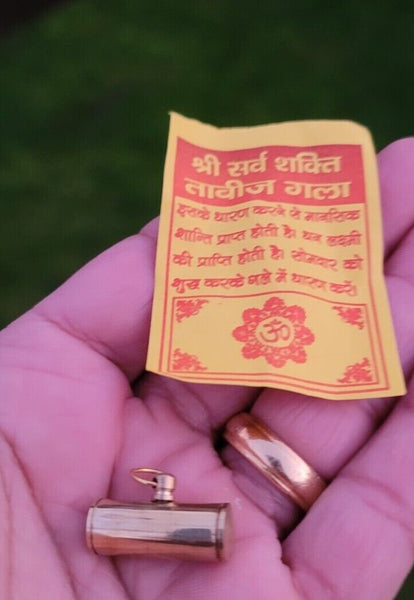 श्री सर्व शक्ति
तावीज गला
इसके धारण करने से मानसिक
शान्ति प्राप्त होती है। धन लक्ष्मी
की प्राप्ति होती है। सोमवार को
शुद्ध करके गले में धारण करें।
ॐ